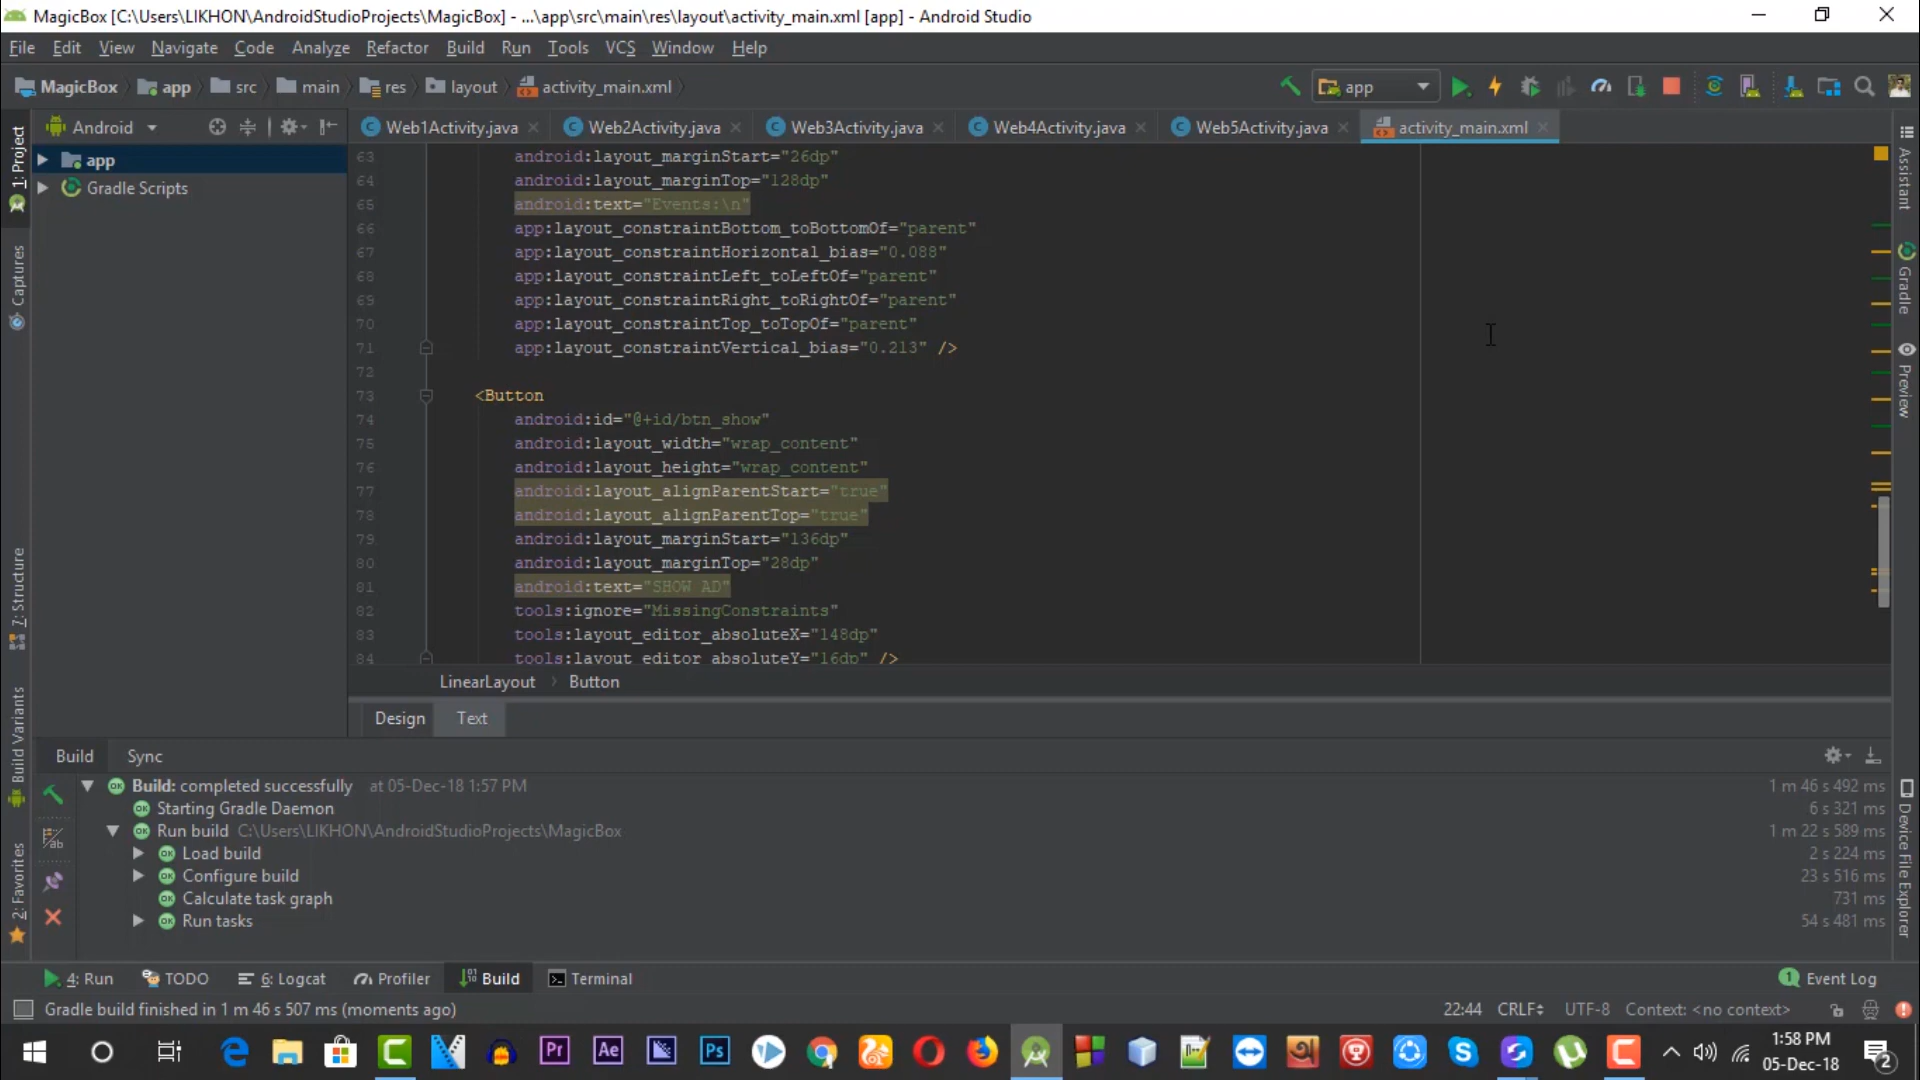 MagicBox [C:\Users\LIKHON\AndroidStudioProjects\MagicBox] - ...\app\src\main\res\layout\activity_main.xml [app] - Android Studio
File Edit View Navigate Code Analyze Refactor Build Run Tools VCS Window Help
MagicBox app src main res layout activity_main.xml app
Android Web1Activity.java Web2Activity.java Web3Activity.java Web4Activity.java Web5Activity.java activity_main.xml
app
Gradle Scripts
1: Project
Captures
7: Structure
Build Variants
2: Favorites
63 android:layout_marginStart="26dp"
64 android:layout_marginTop="128dp"
65 android:text="Events:\n"
66 app:layout_constraintBottom_toBottomOf="parent"
67 app:layout_constraintHorizontal_bias="0.088"
68 app:layout_constraintLeft_toLeftOf="parent"
69 app:layout_constraintRight_toRightOf="parent"
70 app:layout_constraintTop_toTopOf="parent"
71 app:layout_constraintVertical_bias="0.213" />
72
73 <Button
74 android:id="@+id/btn_show"
75 android:layout_width="wrap_content"
76 android:layout_height="wrap_content"
77 android:layout_alignParentStart="true"
78 android:layout_alignParentTop="true"
79 android:layout_marginStart="136dp"
80 android:layout_marginTop="28dp"
81 android:text="SHOW AD"
82 tools:ignore="MissingConstraints"
83 tools:layout_editor_absoluteX="148dp"
84 tools:layout_editor_absoluteY="16dp" />
LinearLayout Button
Design Text
Assistant
Gradle
Preview
Device File Explorer
Build Sync
Build: completed successfully at 05-Dec-18 1:57 PM 1 m 46 s 492 ms
Starting Gradle Daemon 6 s 321 ms
Run build C:\Users\LIKHON\AndroidStudioProjects\MagicBox 1 m 22 s 589 ms
Load build 2 s 224 ms
Configure build 23 s 516 ms
Calculate task graph 731 ms
Run tasks 54 s 481 ms
4: Run TODO 6: Logcat Profiler Build Terminal 1 Event Log
Gradle build finished in 1 m 46 s 507 ms (moments ago) 22:44 CRLF UTF-8 Context: <no context>
Pr Ae Ps
1:58 PM
05-Dec-18
2